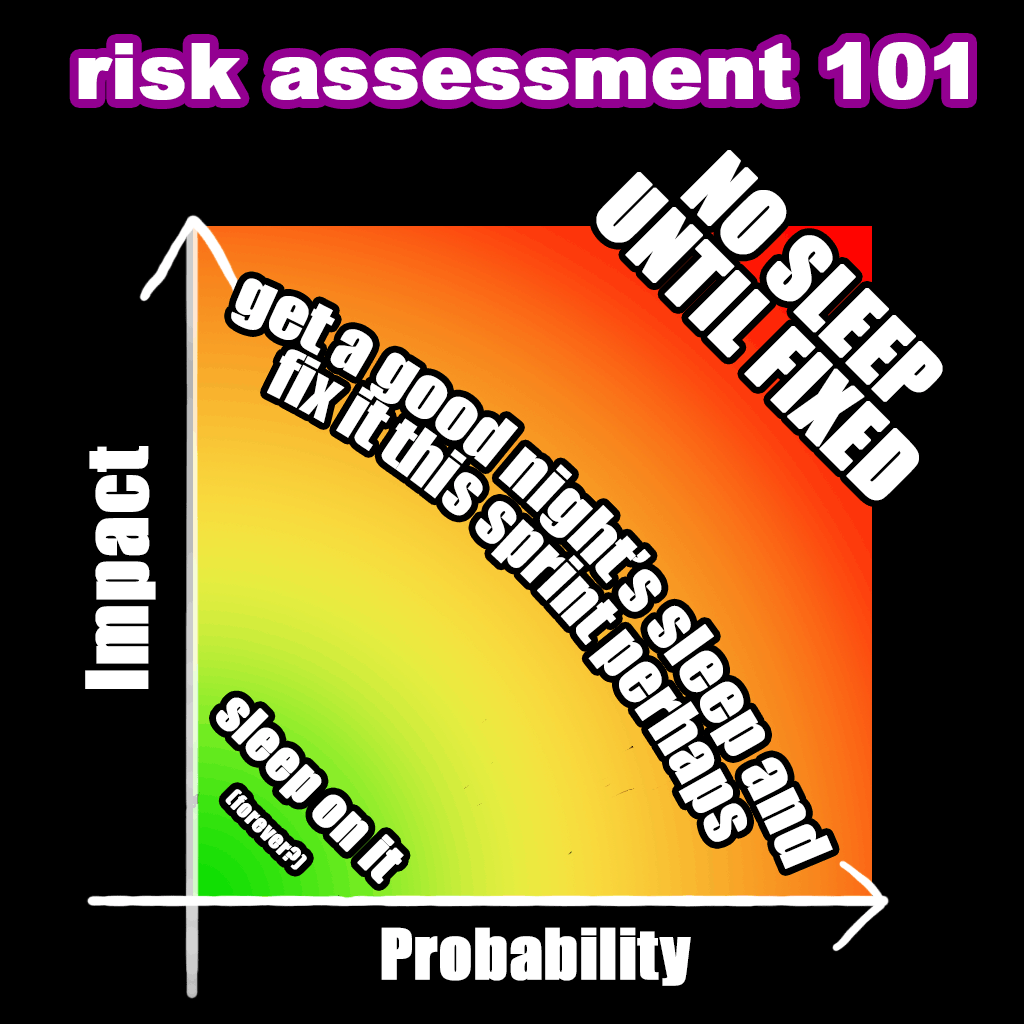 risk assessment 101
NO SLEEP
UNTIL FIXED
get a good night's sleep and
fix it this sprint perhaps
sleep on it
(forever?)
Impact
Probability